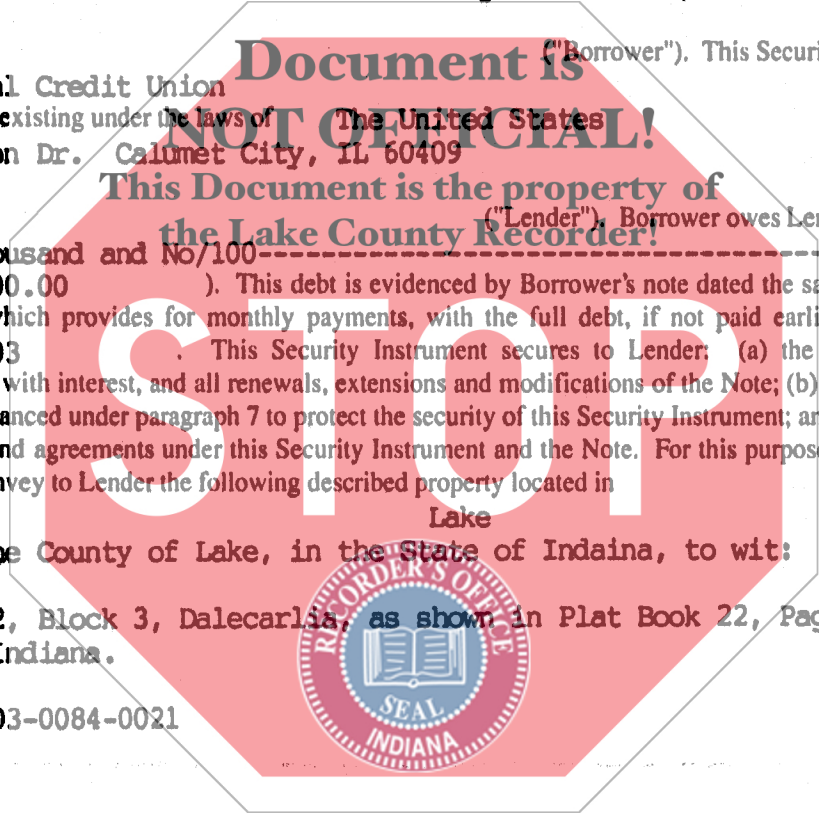 Document is
("Borrower"). This Securi
al Credit Union
existing under the laws of The United States
NOT OFFICIAL!
on Dr. Calumet City, IL 60409
This Document is the property of
("Lender"). Borrower owes Len
the Lake County Recorder!
ousand and No/100----------------------------------------
00.00 ). This debt is evidenced by Borrower's note dated the sa
hich provides for monthly payments, with the full debt, if not paid earli
03 . This Security Instrument secures to Lender: (a) the
with interest, and all renewals, extensions and modifications of the Note; (b)
anced under paragraph 7 to protect the security of this Security Instrument; an
nd agreements under this Security Instrument and the Note. For this purpose
nvey to Lender the following described property located in
STOP
Lake
he County of Lake, in the State of Indaina, to wit:
2, Block 3, Dalecarlia, as shown in Plat Book 22, Pag
Indiana.
03-0084-0021
RECORDER'S OFFICE
SEAL
INDIANA